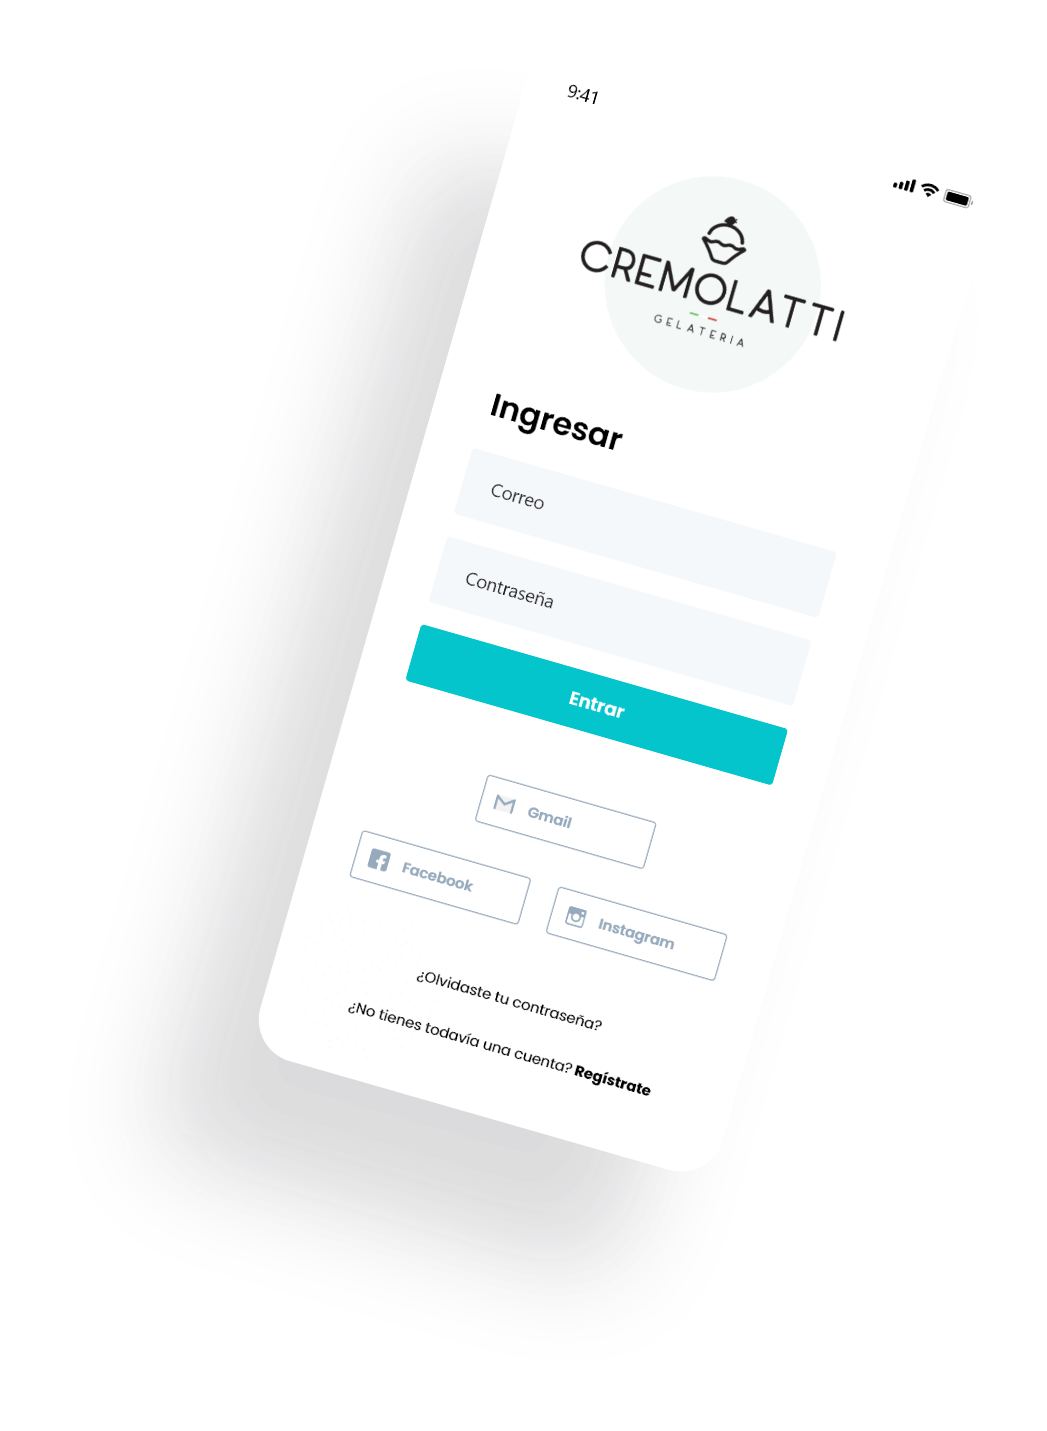 9:41
CREMOLATTI
GELATERIA
Ingresar
Correo
Contraseña
Entrar
Gmail
Facebook
Instagram
¿Olvidaste tu contraseña?
¿No tienes todavía una cuenta? Regístrate